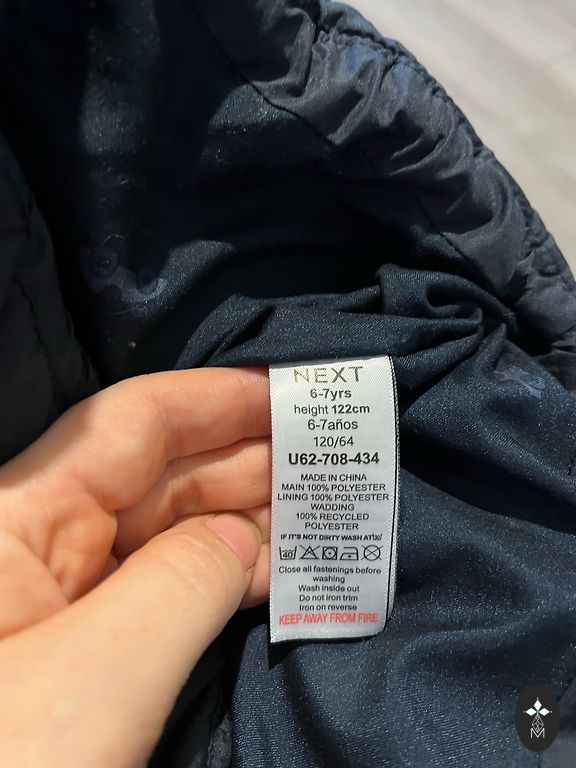 NEXT
6-7yrs
height 122cm
6-7años
120/64
U62-708-434
MADE IN CHINA
MAIN 100% POLYESTER
LINING 100% POLYESTER
WADDING
100% RECYCLED
POLYESTER
IF IT'S NOT DIRTY WASH AT
40
Close all fastenings before
washing
Wash inside out
Do not iron trim
Iron on reverse
KEEP AWAY FROM FIRE
M